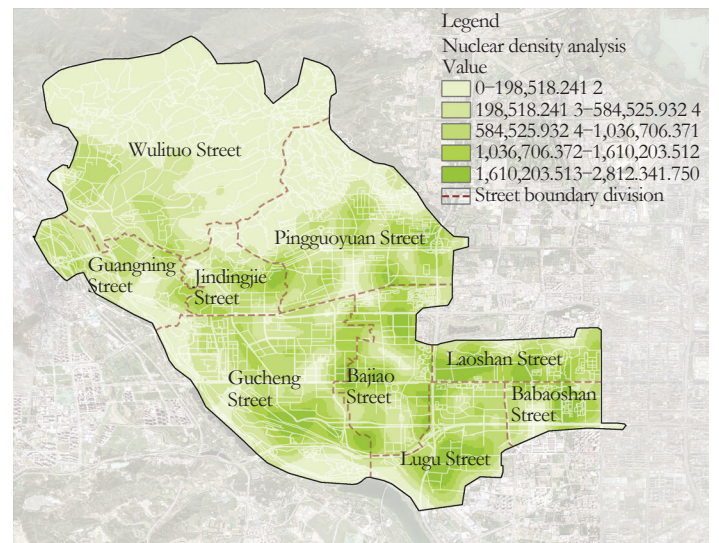 Legend
Nuclear density analysis
Value
0−198,518.241 2
198,518.241 3−584,525.932 4
584,525.932 4−1,036,706.371
1,036,706.372−1,610,203.512
1,610,203.513−2,812.341.750
Street boundary division
Wulituo Street
Pingguoyuan Street
Guangning
Street
Jindingjie
Street
Laoshan Street
Gucheng
Street
Bajiao
Street
Babaoshan
Street
Lugu Street